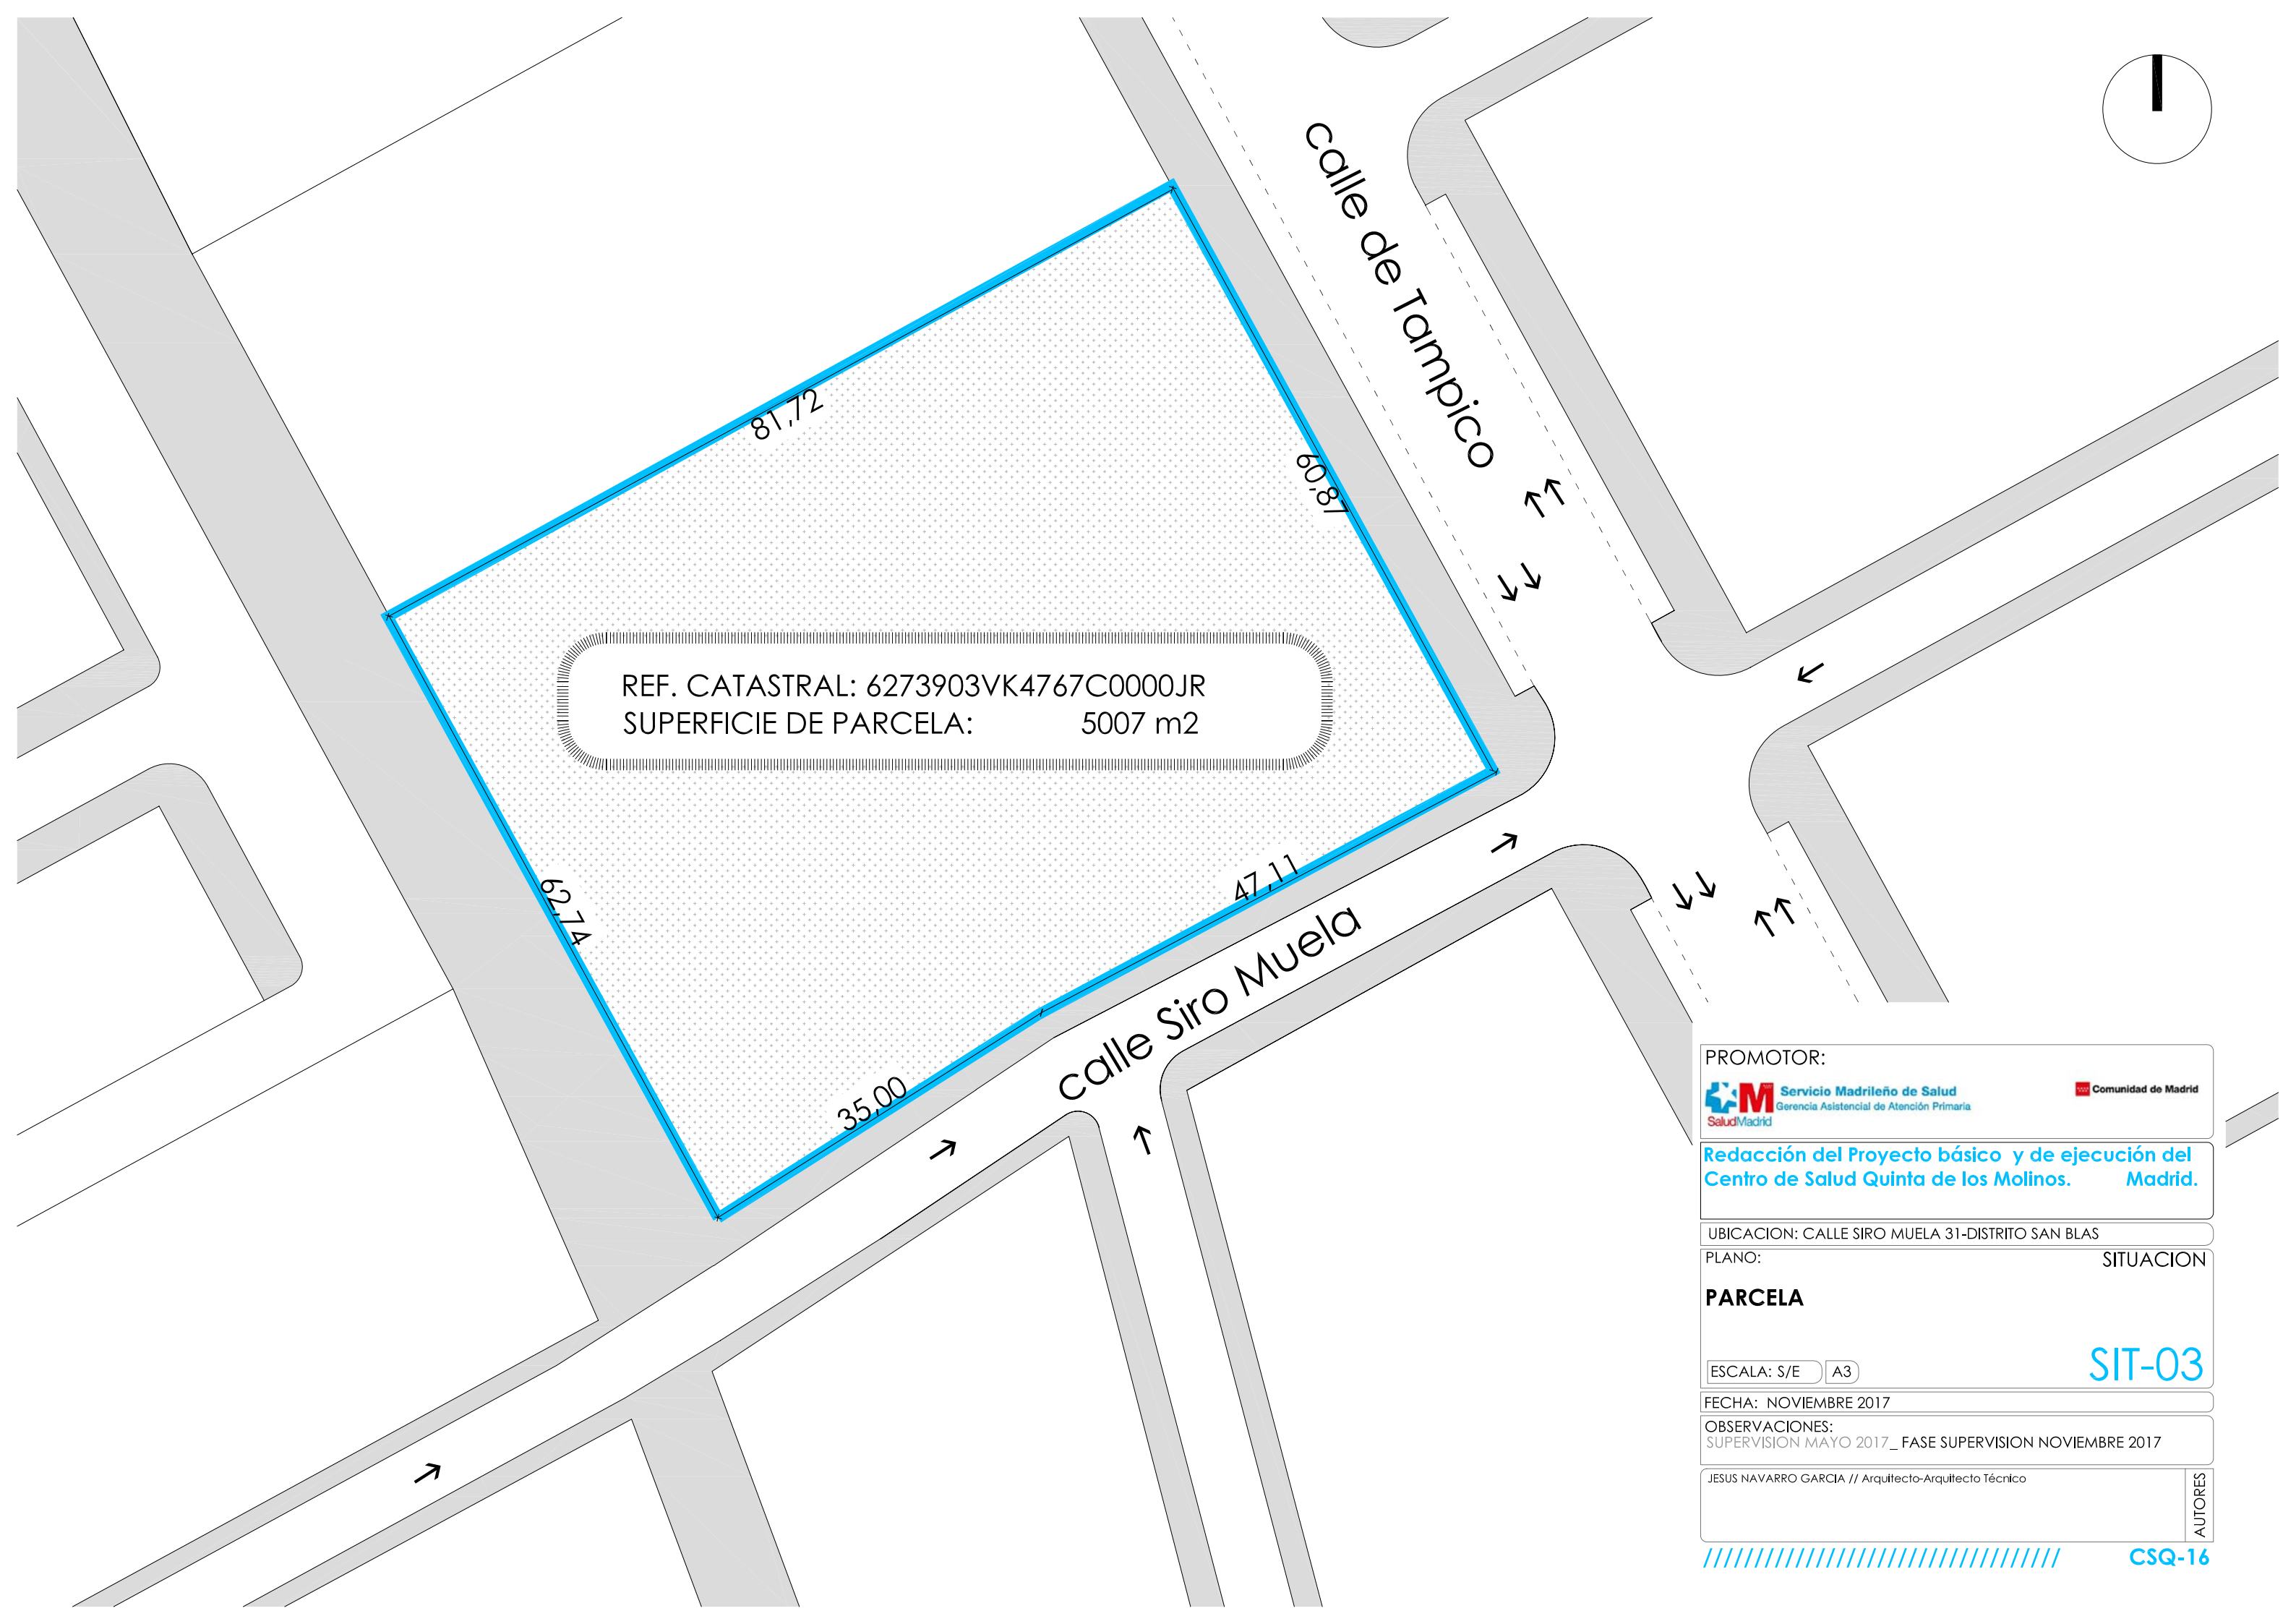 calle de Tampico
81,72
60,87
REF. CATASTRAL: 6273903VK4767C0000JR
SUPERFICIE DE PARCELA: 5007 m2
62,74
47,11
calle Siro Muela
35,00
PROMOTOR:
SaludMadrid
Servicio Madrileño de Salud
Gerencia Asistencial de Atención Primaria
Comunidad de Madrid
Redacción del Proyecto básico y de ejecución del
Centro de Salud Quinta de los Molinos. Madrid.
UBICACION: CALLE SIRO MUELA 31-DISTRITO SAN BLAS
PLANO: SITUACION
PARCELA
ESCALA: S/E A3 SIT-03
FECHA: NOVIEMBRE 2017
OBSERVACIONES:
SUPERVISION MAYO 2017_ FASE SUPERVISION NOVIEMBRE 2017
JESUS NAVARRO GARCIA // Arquitecto-Arquitecto Técnico
AUTORES
/////////////////////////////////// CSQ-16